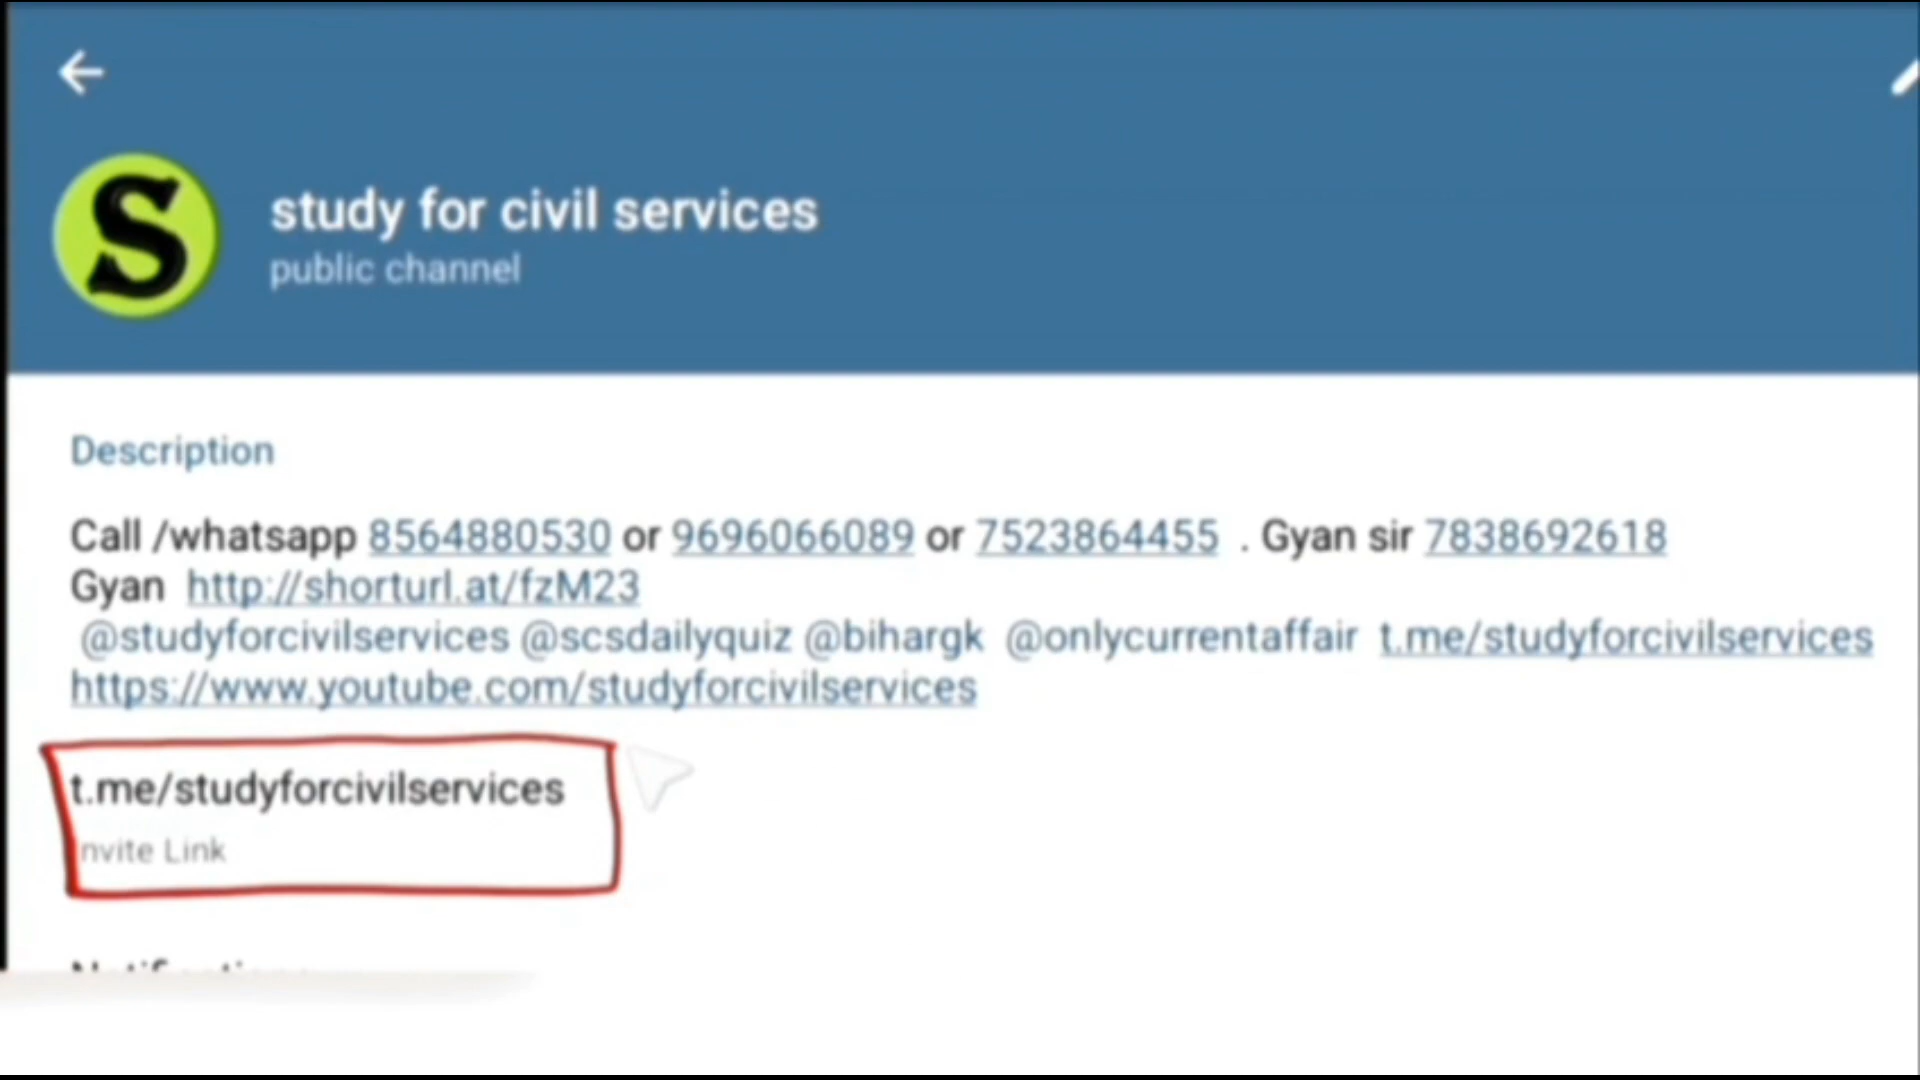 S
study for civil services
public channel
Description
Call /whatsapp 8564880530 or 9696066089 or 7523864455 . Gyan sir 7838692618
Gyan http://shorturl.at/fzM23
@studyforcivilservices @scsdailyquiz @bihargk @onlycurrentaffair t.me/studyforcivilservices
https://www.youtube.com/studyforcivilservices
t.me/studyforcivilservices
nvite Link